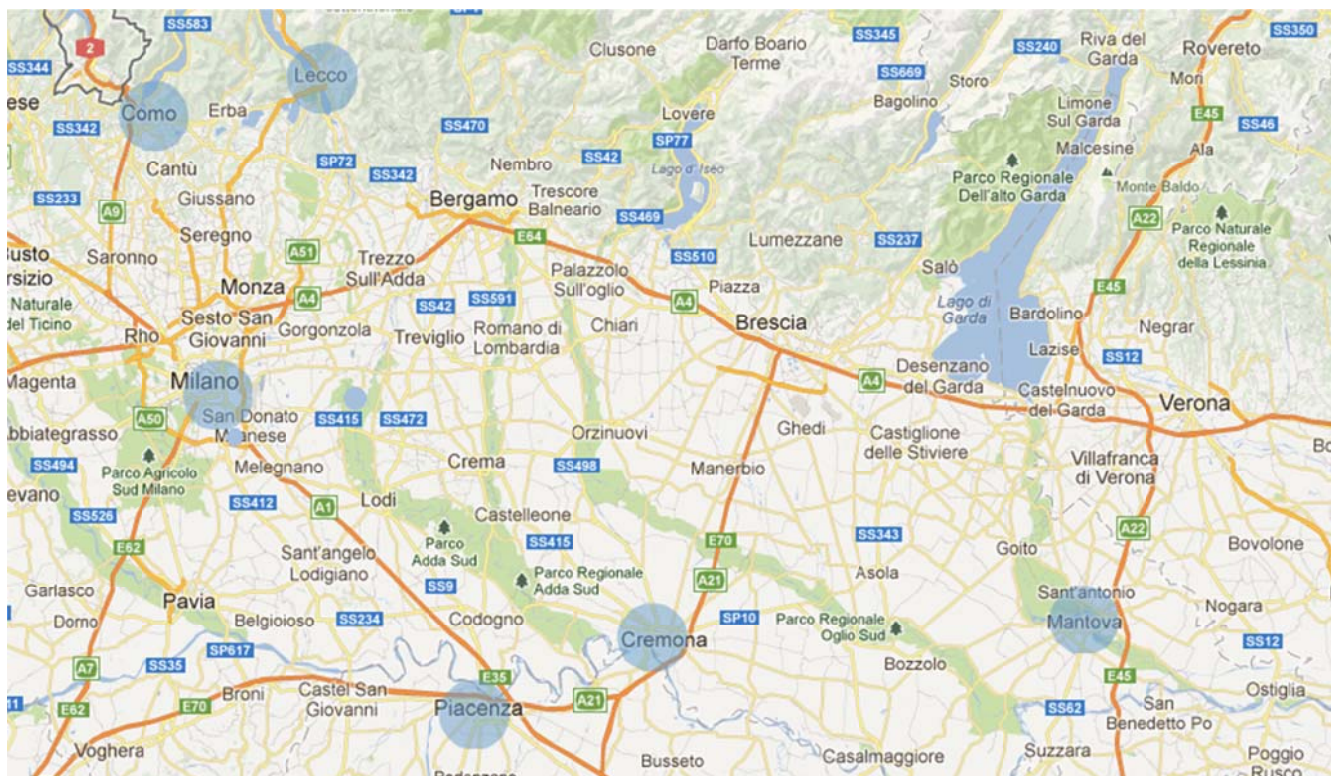 SS583
SS345
SS350
2
Clusone
Darfo Boario
Terme
SS240
Riva del
Garda
Rovereto
SS344
Lecco
SS669
Storo
Mori
Como
Erba
Lovere
Bagolino
Limone
Sul Garda
E45
SS46
SS342
SS470
SP77
Malcesine
Ala
Cantù
SP72
SS342
Nembro
SS42
Lago d' Iseo
Parco Regionale
Dell'alto Garda
Monte Baldo
SS233
A9
Giussano
Bergamo
Trescore
Balneario
SS469
A22
Parco Naturale
Regionale
della Lessinia
Seregno
A51
E64
Lumezzane
SS237
Saronno
Trezzo
Sull'Adda
SS510
Salò
Monza
A4
SS42
SS591
Palazzolo
Sull'oglio
A4
Piazza
E45
Lago di
Garda
Rho
Sesto San
Giovanni
Gorgonzola
Treviglio
Romano di
Lombardia
Chiari
Brescia
Bardolino
Negrar
Lazise
SS12
Milano
A4
Desenzano
del Garda
Castelnuovo
del Garda
Verona
A50
San Donato
Milanese
SS415
SS472
Orzinuovi
Ghedi
Castiglione
delle Stiviere
SS494
Parco Agricolo
Sud Milano
Melegnano
Crema
SS498
Manerbio
Villafranca
di Verona
SS526
SS412
A1
Lodi
Castelleone
SS343
A22
E62
Sant'angelo
Lodigiano
Parco
Adda Sud
SS415
E70
Goito
Bovolone
Garlasco
SS9
Parco Regionale
Adda Sud
A21
Asola
Sant'antonio
Mantova
Nogara
Dorno
Pavia
Belgioioso
SS234
Codogno
Cremona
SP10
Parco Regionale
Oglio Sud
SS12
SP617
SS35
A7
Bozzolo
E35
E45
Ostiglia
E62
E70
Broni
Castel San
Giovanni
Piacenza
A21
SS62
San
Benedetto Po
Voghera
Busseto
Casalmaggiore
Suzzara
Poggio
Rusco